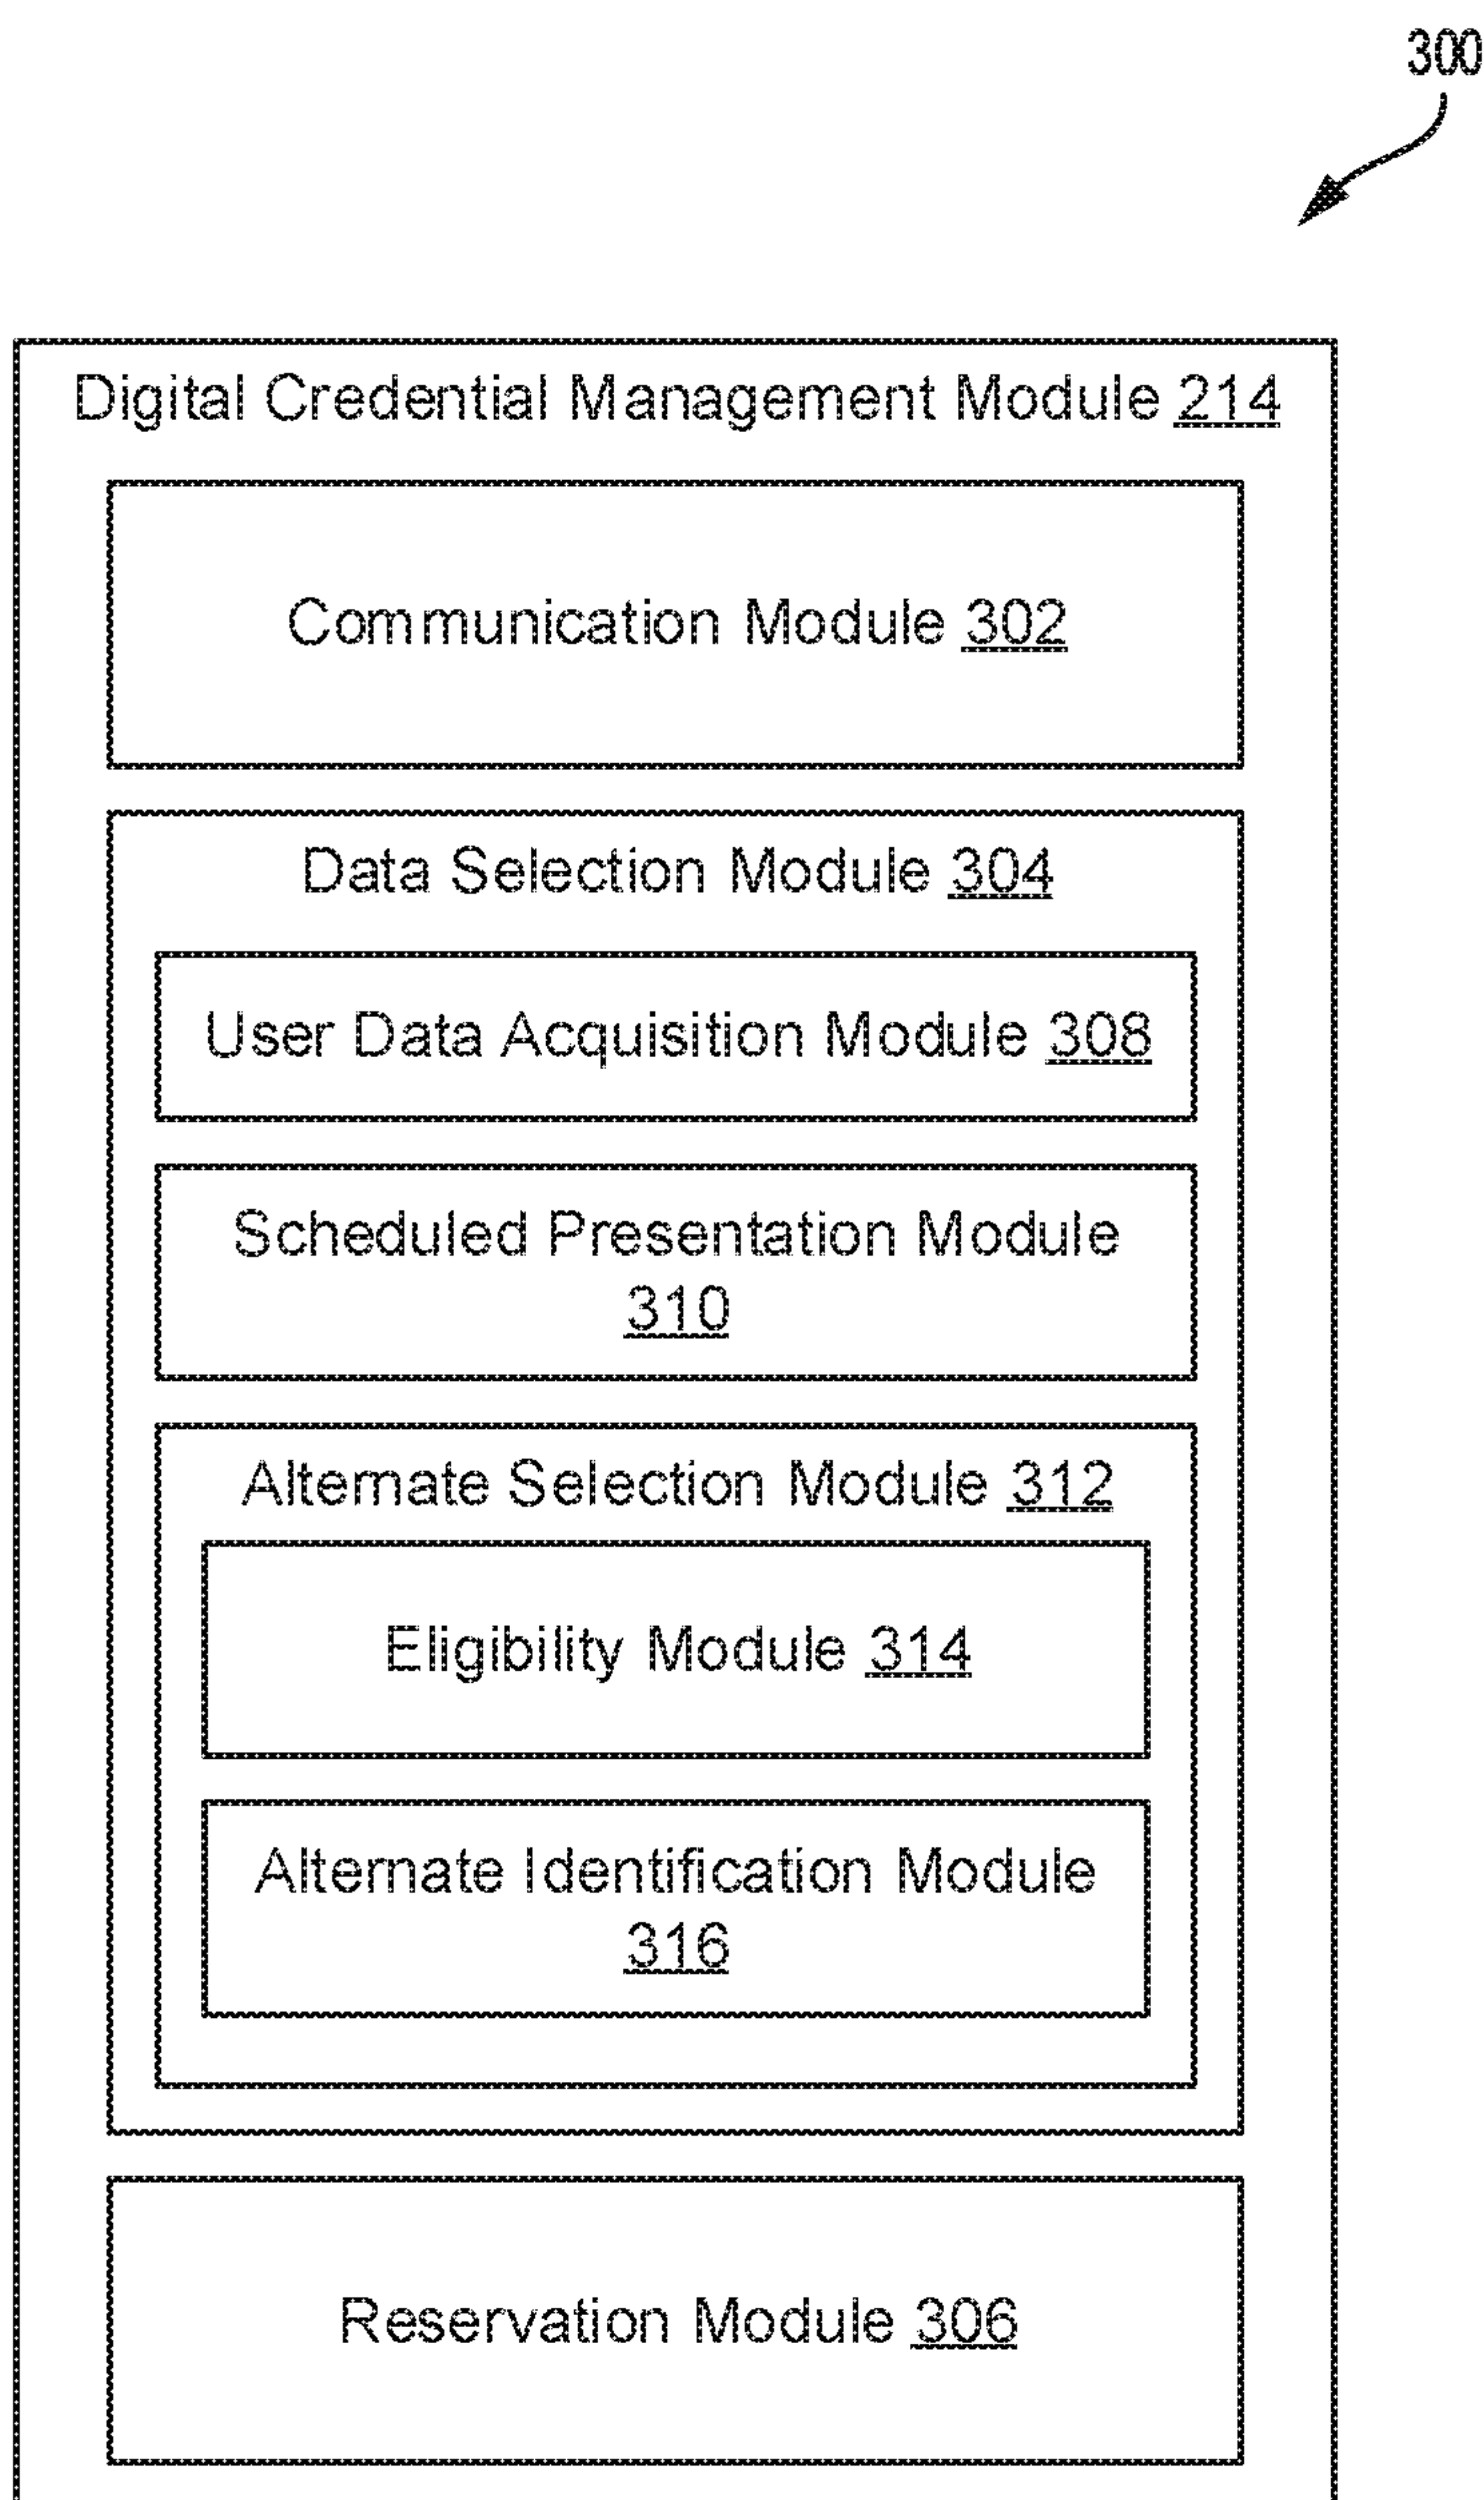 300
Digital Credential Management Module 214
Communication Module 302
Data Selection Module 304
User Data Acquisition Module 308
Scheduled Presentation Module
310
Alternate Selection Module 312
Eligibility Module 314
Alternate Identification Module
316
Reservation Module 306